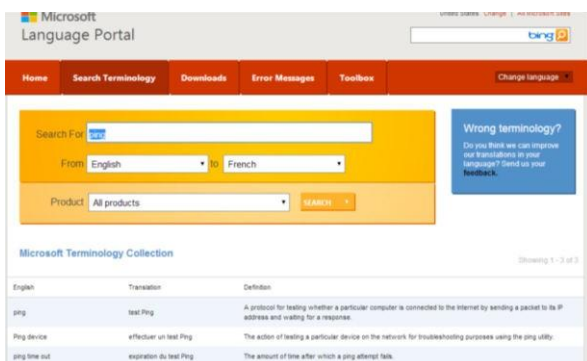 United States Change | All Microsoft Sites
Microsoft
Language Portal
bing
Home Search Terminology Downloads Error Messages Toolbox Change language
Search For ping
From English to French
Product All products SEARCH
Wrong terminology?
Do you think we can improve
our translations in your
language? Send us your
feedback.
Microsoft Terminology Collection
Showing 1 - 3 of 3
English Translation Definition
ping test Ping A protocol for testing whether a particular computer is connected to the Internet by sending a packet to its IP
address and waiting for a response.
Ping device effectuer un test Ping The action of testing a particular device on the network for troubleshooting purposes using the ping utility.
ping time out expiration du test Ping The amount of time after which a ping attempt fails.